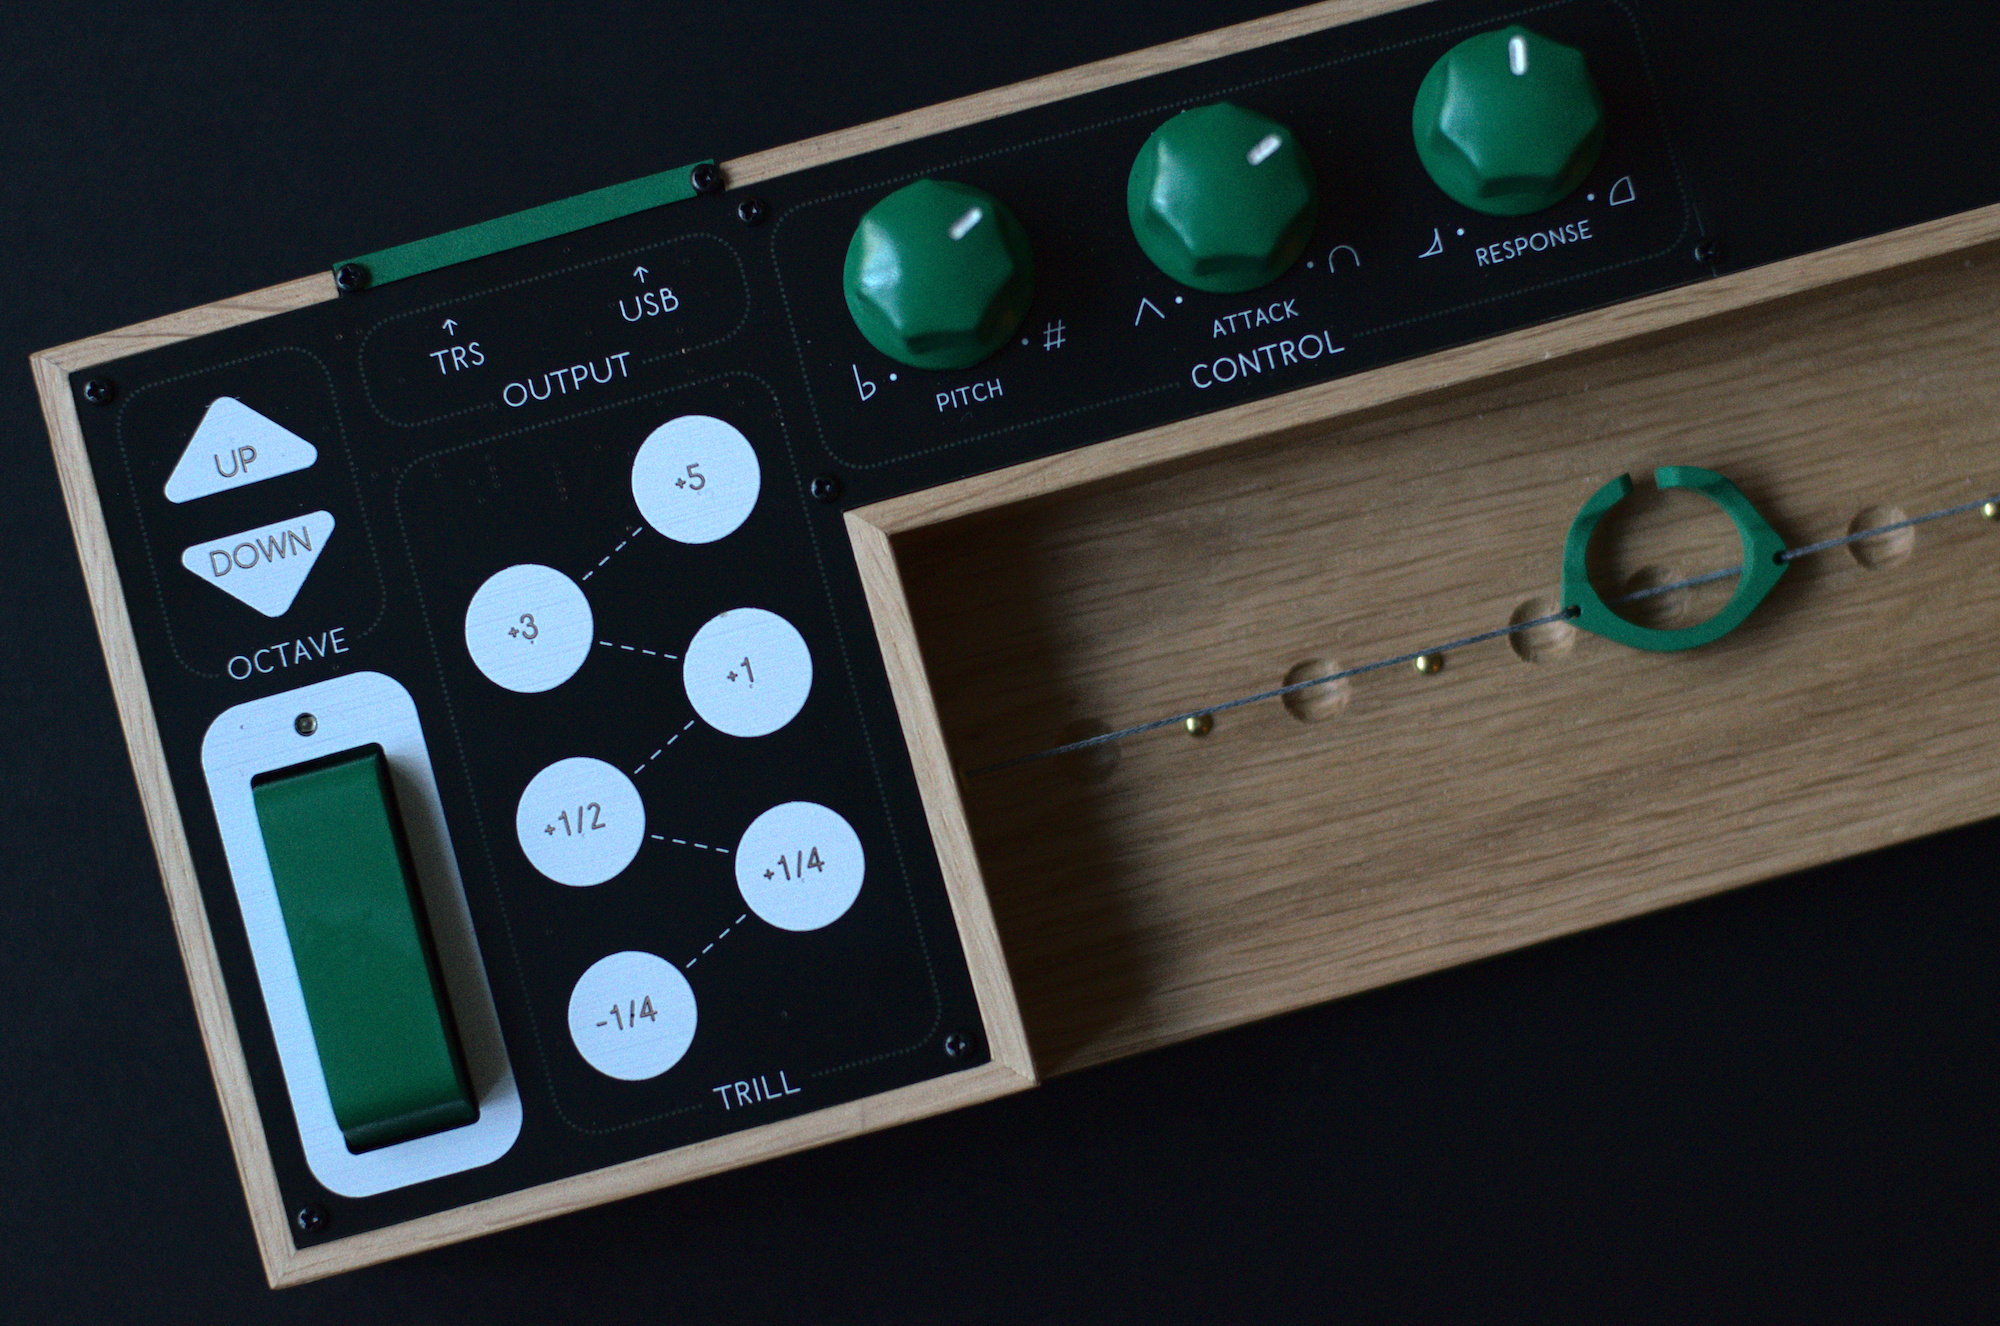 TRS
USB
OUTPUT
UP
DOWN
OCTAVE
♭
#
PITCH
ATTACK
RESPONSE
CONTROL
+5
+3
+1
+1/2
+1/4
-1/4
TRILL